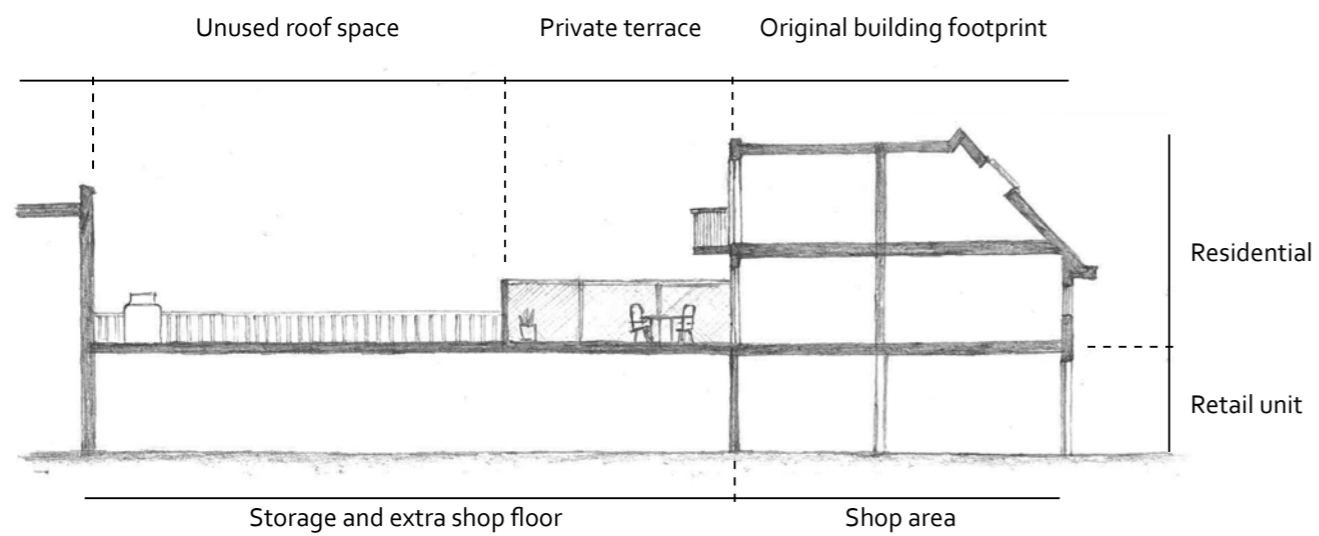 Unused roof space
Private terrace
Original building footprint
Residential
Retail unit
Storage and extra shop floor
Shop area